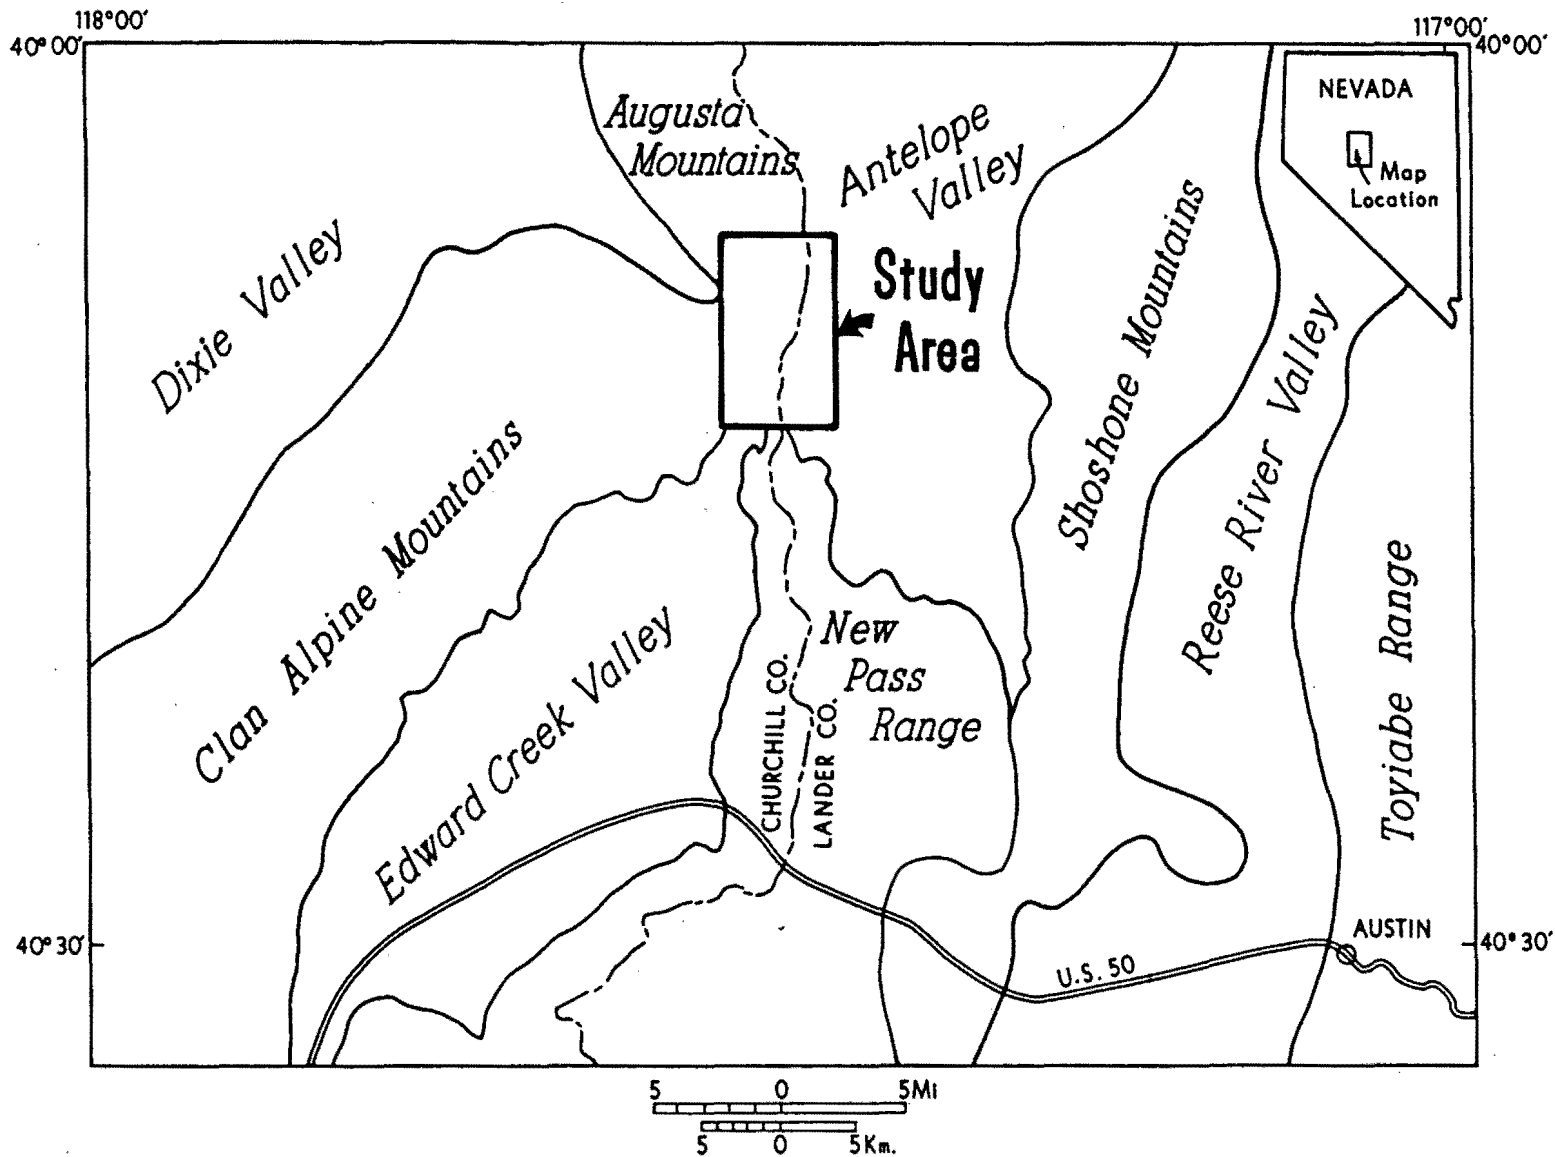 118°00'
117°00'
40°00'
40°00'
NEVADA
Map
Location
Augusta
Mountains
Antelope
Valley
Study
Area
Dixie Valley
Shoshone Mountains
Reese River Valley
Clan Alpine Mountains
Edward Creek Valley
New
Pass
Range
CHURCHILL CO.
LANDER CO.
Toyiabe Range
40°30'
40°30'
AUSTIN
U.S. 50
5 0 5Mi
5 0 5Km.